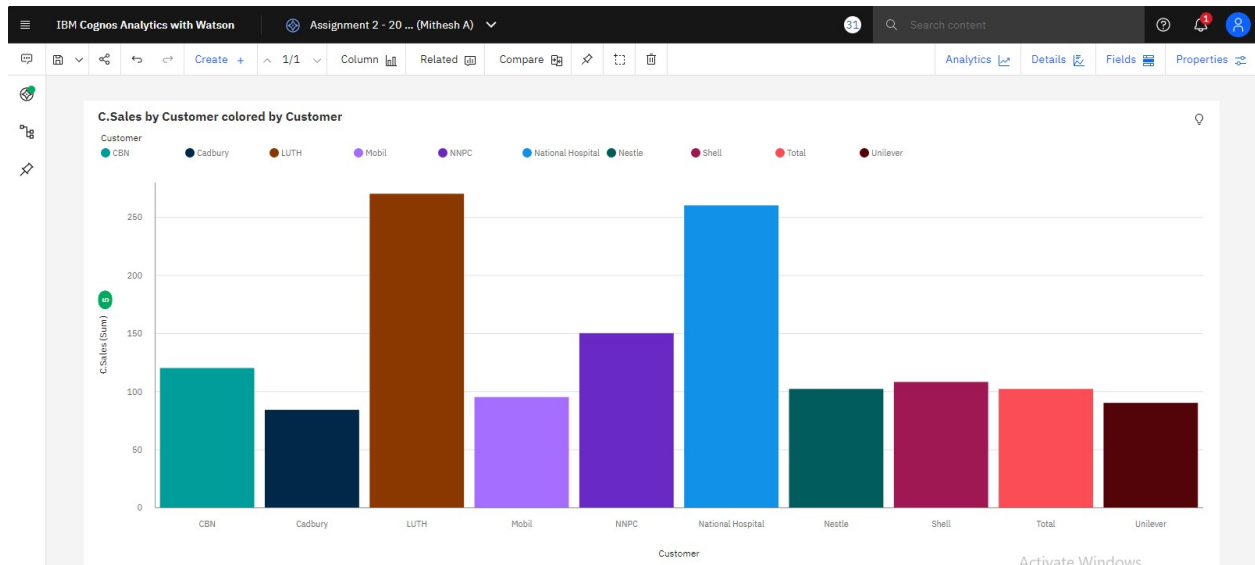 IBM Cognos Analytics with Watson Assignment 2 - 20 ... (Mithesh A) 31 Search content 1
Create + 1/1 Column Related Compare Analytics Details Fields Properties
C.Sales by Customer colored by Customer
Customer
CBN Cadbury LUTH Mobil NNPC National Hospital Nestle Shell Total Unilever
250
200
150
100
50
0
C.Sales (Sum)
CBN Cadbury LUTH Mobil NNPC National Hospital Nestle Shell Total Unilever
Customer
Activate Windows